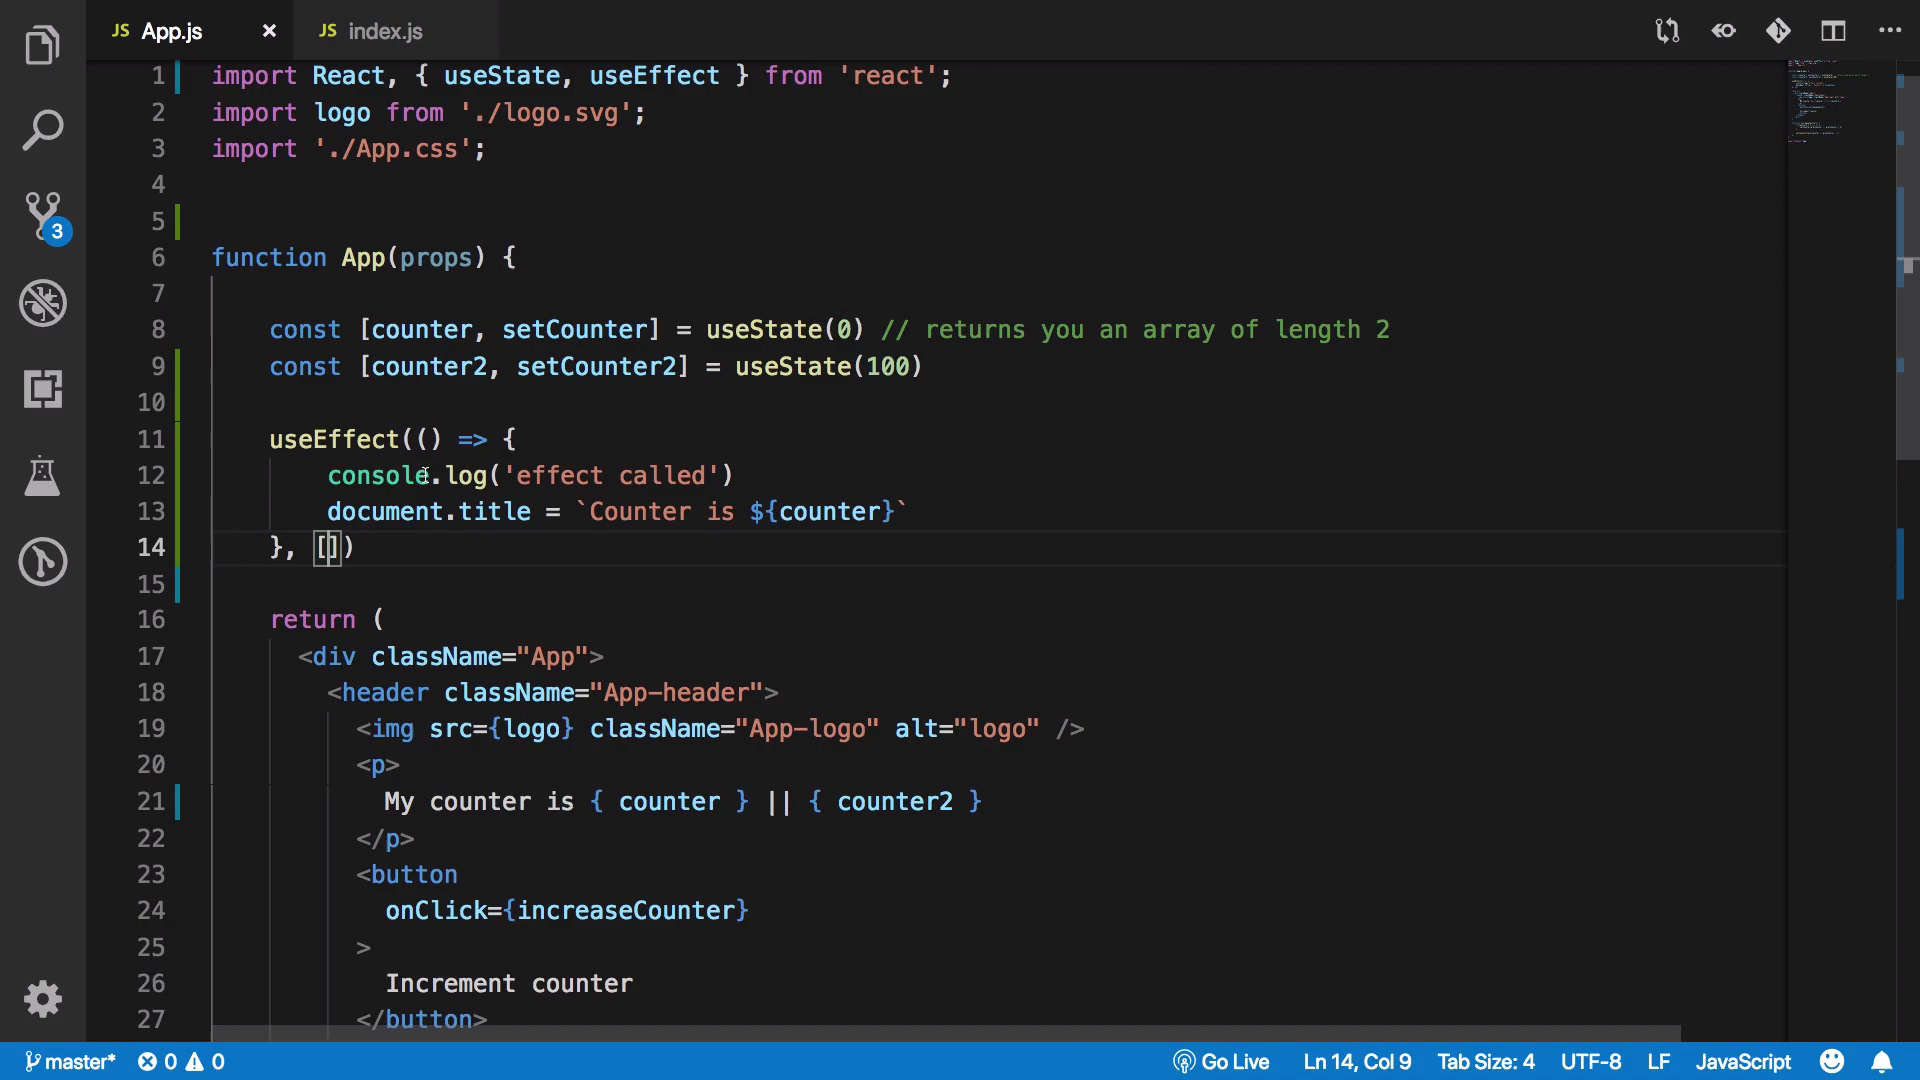 JS App.js × JS index.js
1 import React, { useState, useEffect } from 'react';
2 import logo from './logo.svg';
3 import './App.css';
4
5
6 function App(props) {
7
8 const [counter, setCounter] = useState(0) // returns you an array of length 2
9 const [counter2, setCounter2] = useState(100)
10
11 useEffect(() => {
12 console.log('effect called')
13 document.title = `Counter is ${counter}`
14 }, [])
15
16 return (
17 <div className="App">
18 <header className="App-header">
19 <img src={logo} className="App-logo" alt="logo" />
20 <p>
21 My counter is { counter } || { counter2 }
22 </p>
23 <button
24 onClick={increaseCounter}
25 >
26 Increment counter
27 </button>
3
master* 0 0 Go Live Ln 14, Col 9 Tab Size: 4 UTF-8 LF JavaScript